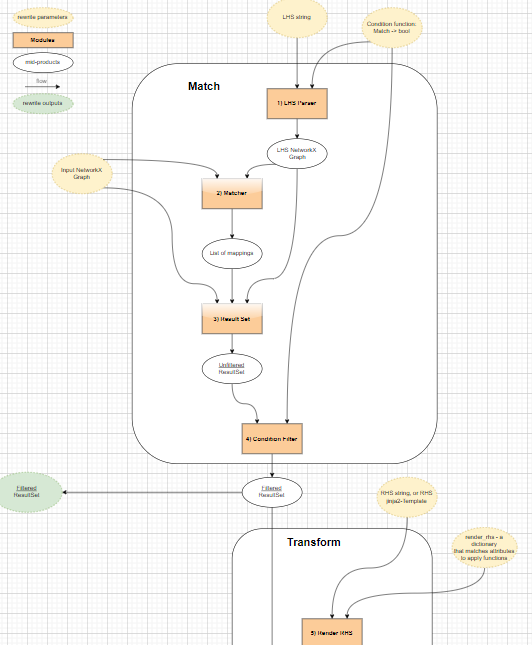 rewrite parameters
Modules
mid-products
flow
rewrite outputs
LHS string
Condition function:
Match -> bool
Match
1) LHS Parser
LHS NetworkX
Graph
Input NetworkX
Graph
2) Matcher
List of mappings
3) Result Set
Unfiltered
ResultSet
4) Condition Filter
Filtered
ResultSet
Filtered
ResultSet
RHS string, or RHS
jinja2-Template
Transform
render_rhs - a
dictionary
that matches attributes
to apply functions
5) Render RHS